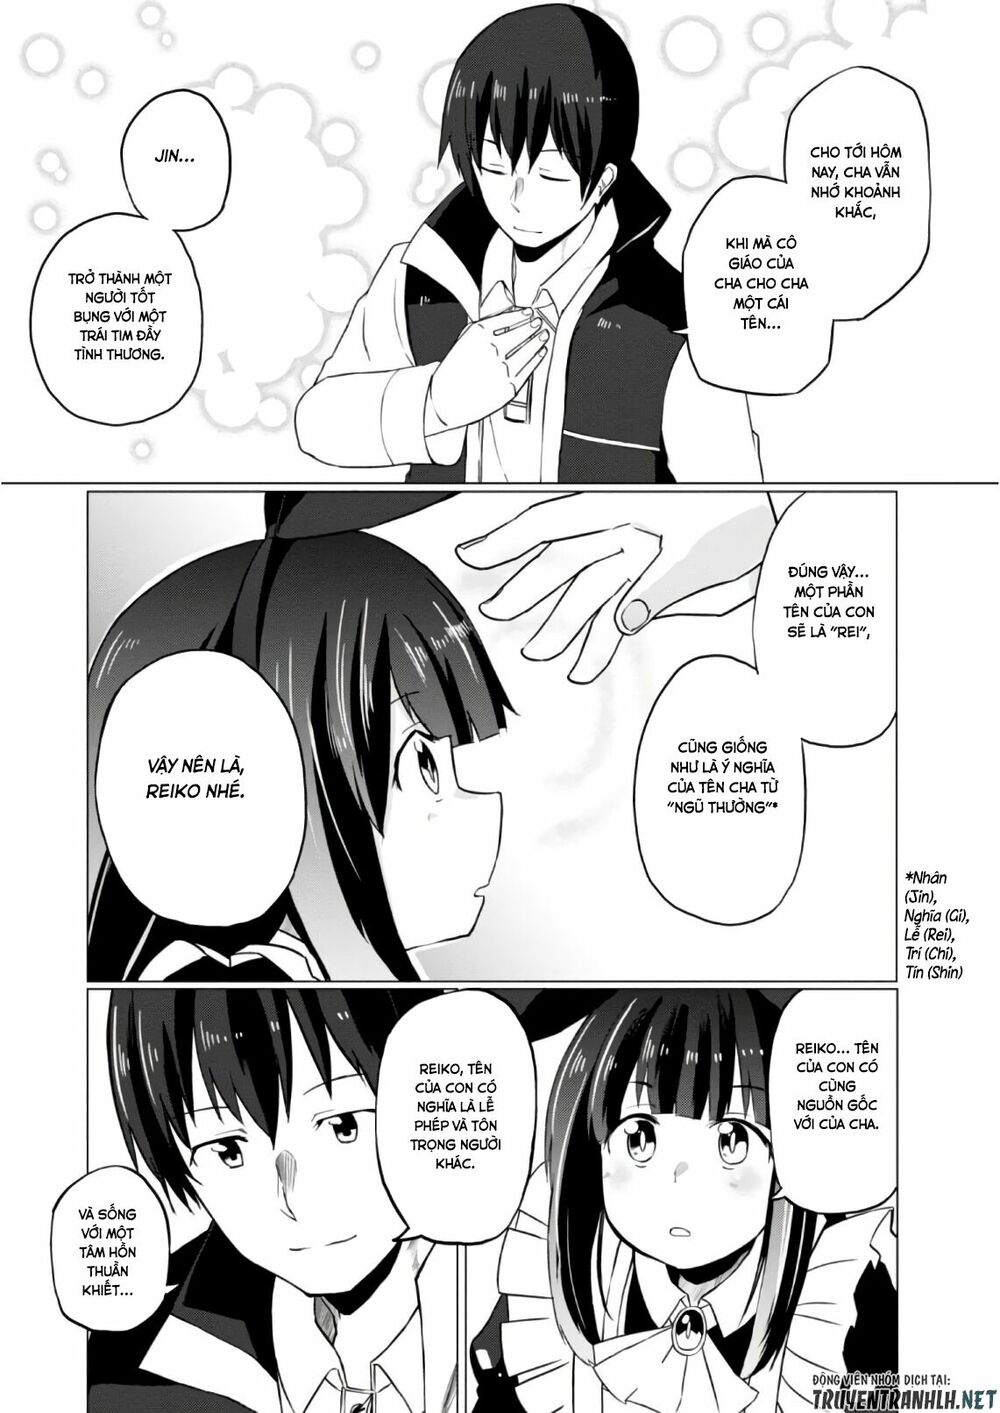 CHO TỚI HÔM
NAY, CHA VẪN
NHỚ KHOẢNH
KHẮC,
KHI MÀ CÔ
GIÁO CỦA
CHA CHO CHA
MỘT CÁI
TÊN...
JIN...
TRỞ THÀNH MỘT
NGƯỜI TỐT
BỤNG VỚI MỘT
TRÁI TIM ĐẦY
TÌNH THƯƠNG.
ĐÚNG VẬY...
MỘT PHẦN
TÊN CỦA CON
SẼ LÀ "REI",
CŨNG GIỐNG
NHƯ LÀ Ý NGHĨA
CỦA TÊN CHA TỪ
"NGŨ THƯỜNG"*
VẬY NÊN LÀ,
REIKO NHÉ.
*Nhân
(Jin),
Nghĩa (Gi),
Lễ (Rei),
Trí (Chi),
Tín (Shin)
REIKO... TÊN
CỦA CON CÓ
CÙNG
NGUỒN GỐC
VỚI CỦA CHA.
REIKO, TÊN
CỦA CON CÓ
NGHĨA LÀ LỄ
PHÉP VÀ TÔN
TRỌNG NGƯỜI
KHÁC.
VÀ SỐNG
VỚI MỘT
TÂM HỒN
THUẦN
KHIẾT...
ĐỘNG VIÊN NHÓM DỊCH TẠI:
TRUYENTRANHLH.NET